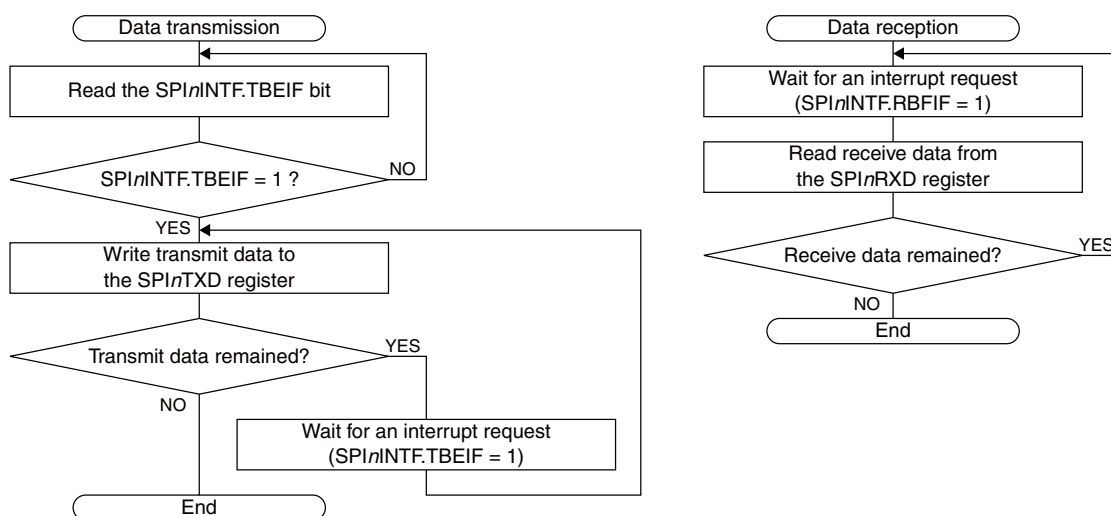 Data transmission
Read the SPInINTF.TBEIF bit
SPInINTF.TBEIF = 1 ?
NO
YES
Write transmit data to
the SPInTXD register
Transmit data remained?
YES
NO
Wait for an interrupt request
(SPInINTF.TBEIF = 1)
End
Data reception
Wait for an interrupt request
(SPInINTF.RBFIF = 1)
Read receive data from
the SPInRXD register
Receive data remained?
YES
NO
End